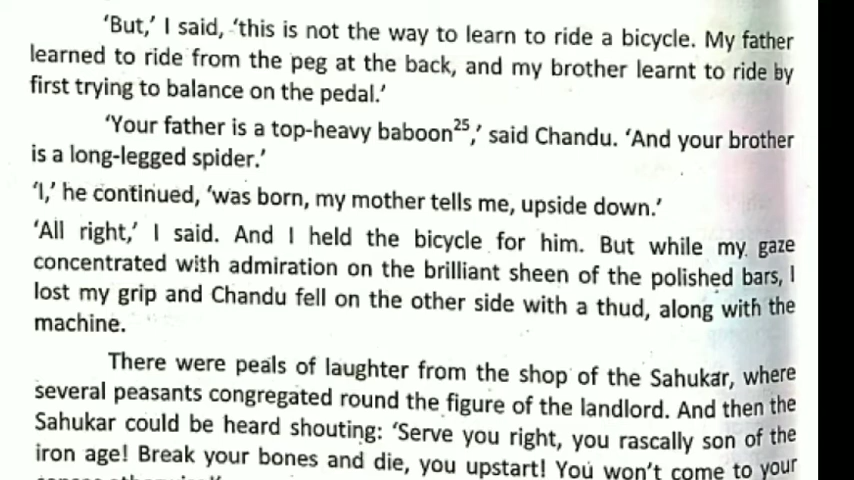 ‘But,’ I said, ‘this is not the way to learn to ride a bicycle. My father
learned to ride from the peg at the back, and my brother learnt to ride by
first trying to balance on the pedal.’
‘Your father is a top-heavy baboon²⁵,’ said Chandu. ‘And your brother
is a long-legged spider.’
‘I,’ he continued, ‘was born, my mother tells me, upside down.’
‘All right,’ I said. And I held the bicycle for him. But while my gaze
concentrated with admiration on the brilliant sheen of the polished bars, I
lost my grip and Chandu fell on the other side with a thud, along with the
machine.
There were peals of laughter from the shop of the Sahukar, where
several peasants congregated round the figure of the landlord. And then the
Sahukar could be heard shouting: ‘Serve you right, you rascally son of the
iron age! Break your bones and die, you upstart! You won’t come to your